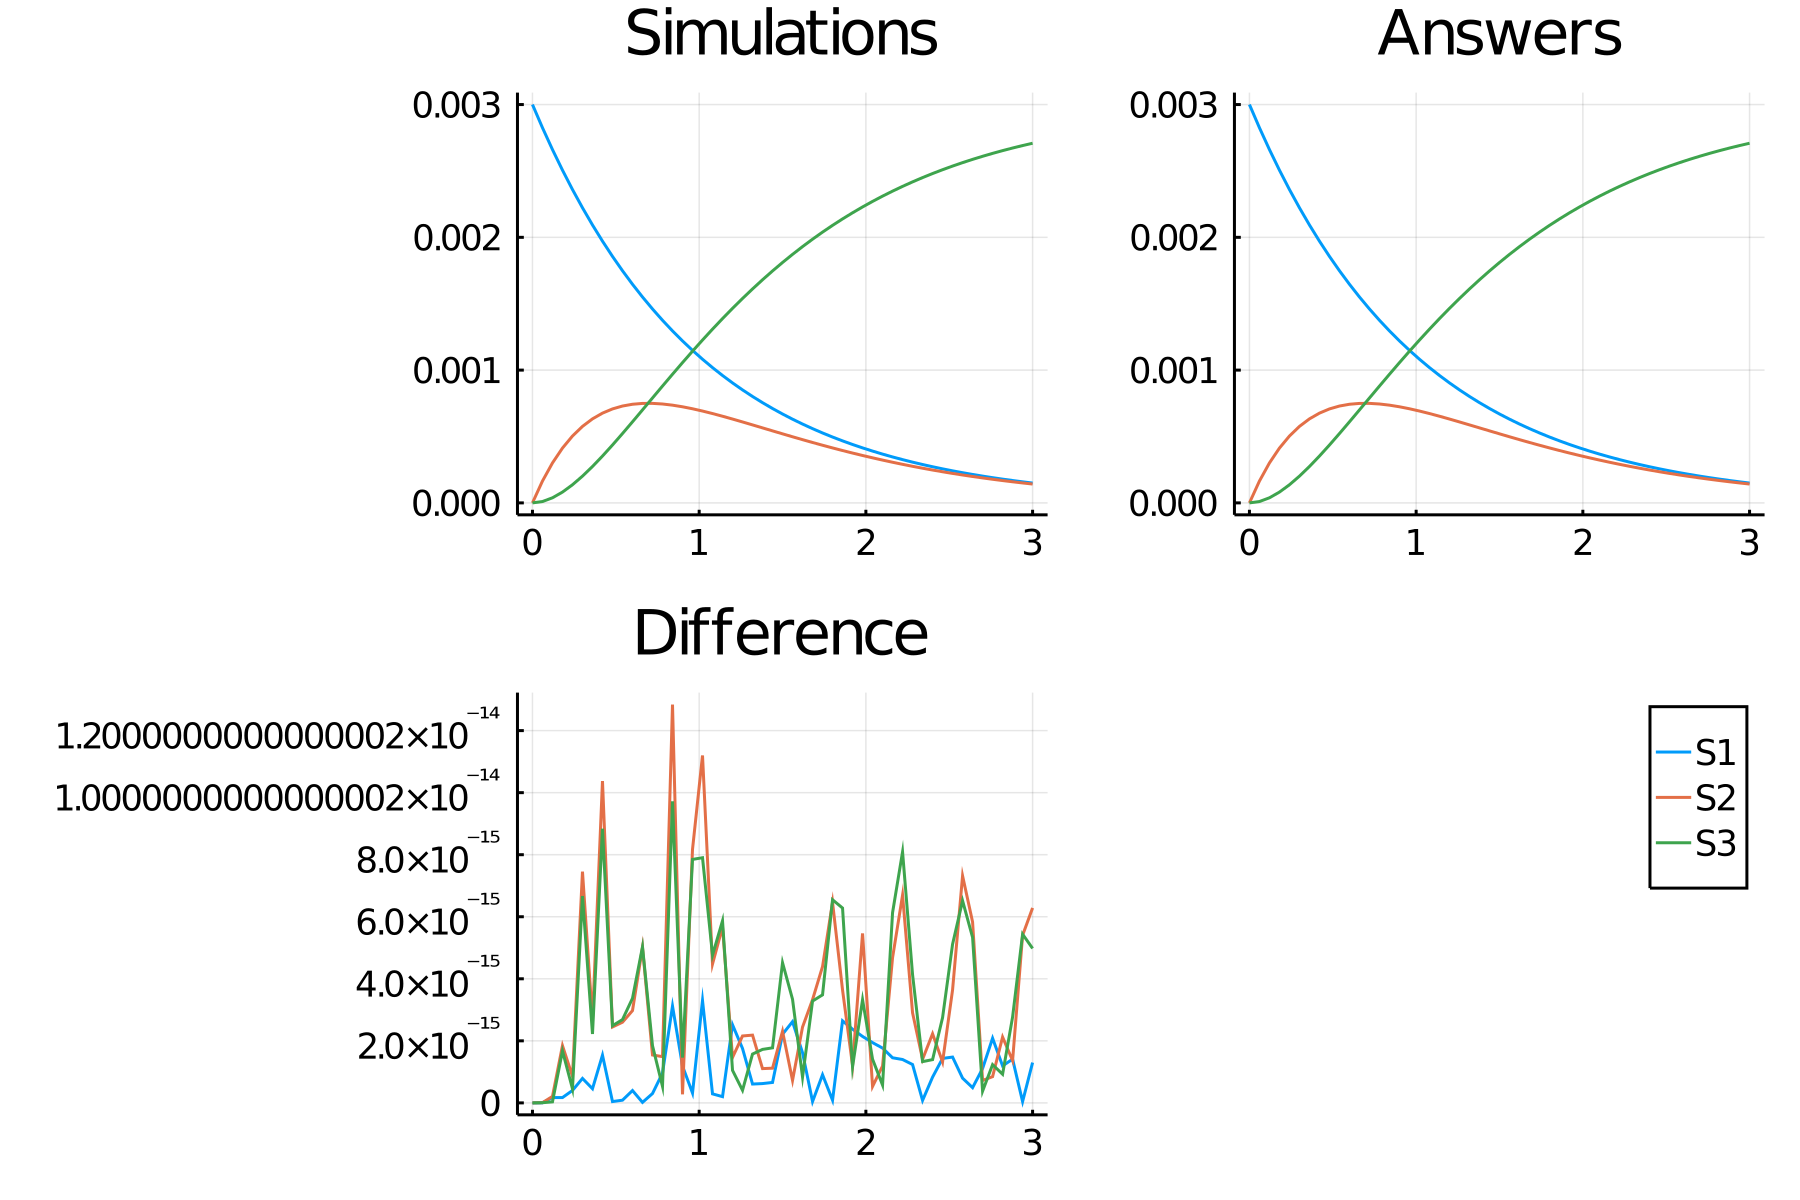 Simulations
0.003
0.002
0.001
0.000
0 1 2 3
Answers
0.003
0.002
0.001
0.000
0 1 2 3
Difference
1.2000000000000002×10⁻¹⁴
1.0000000000000002×10⁻¹⁴
8.0×10⁻¹⁵
6.0×10⁻¹⁵
4.0×10⁻¹⁵
2.0×10⁻¹⁵
0
0 1 2 3
S1
S2
S3